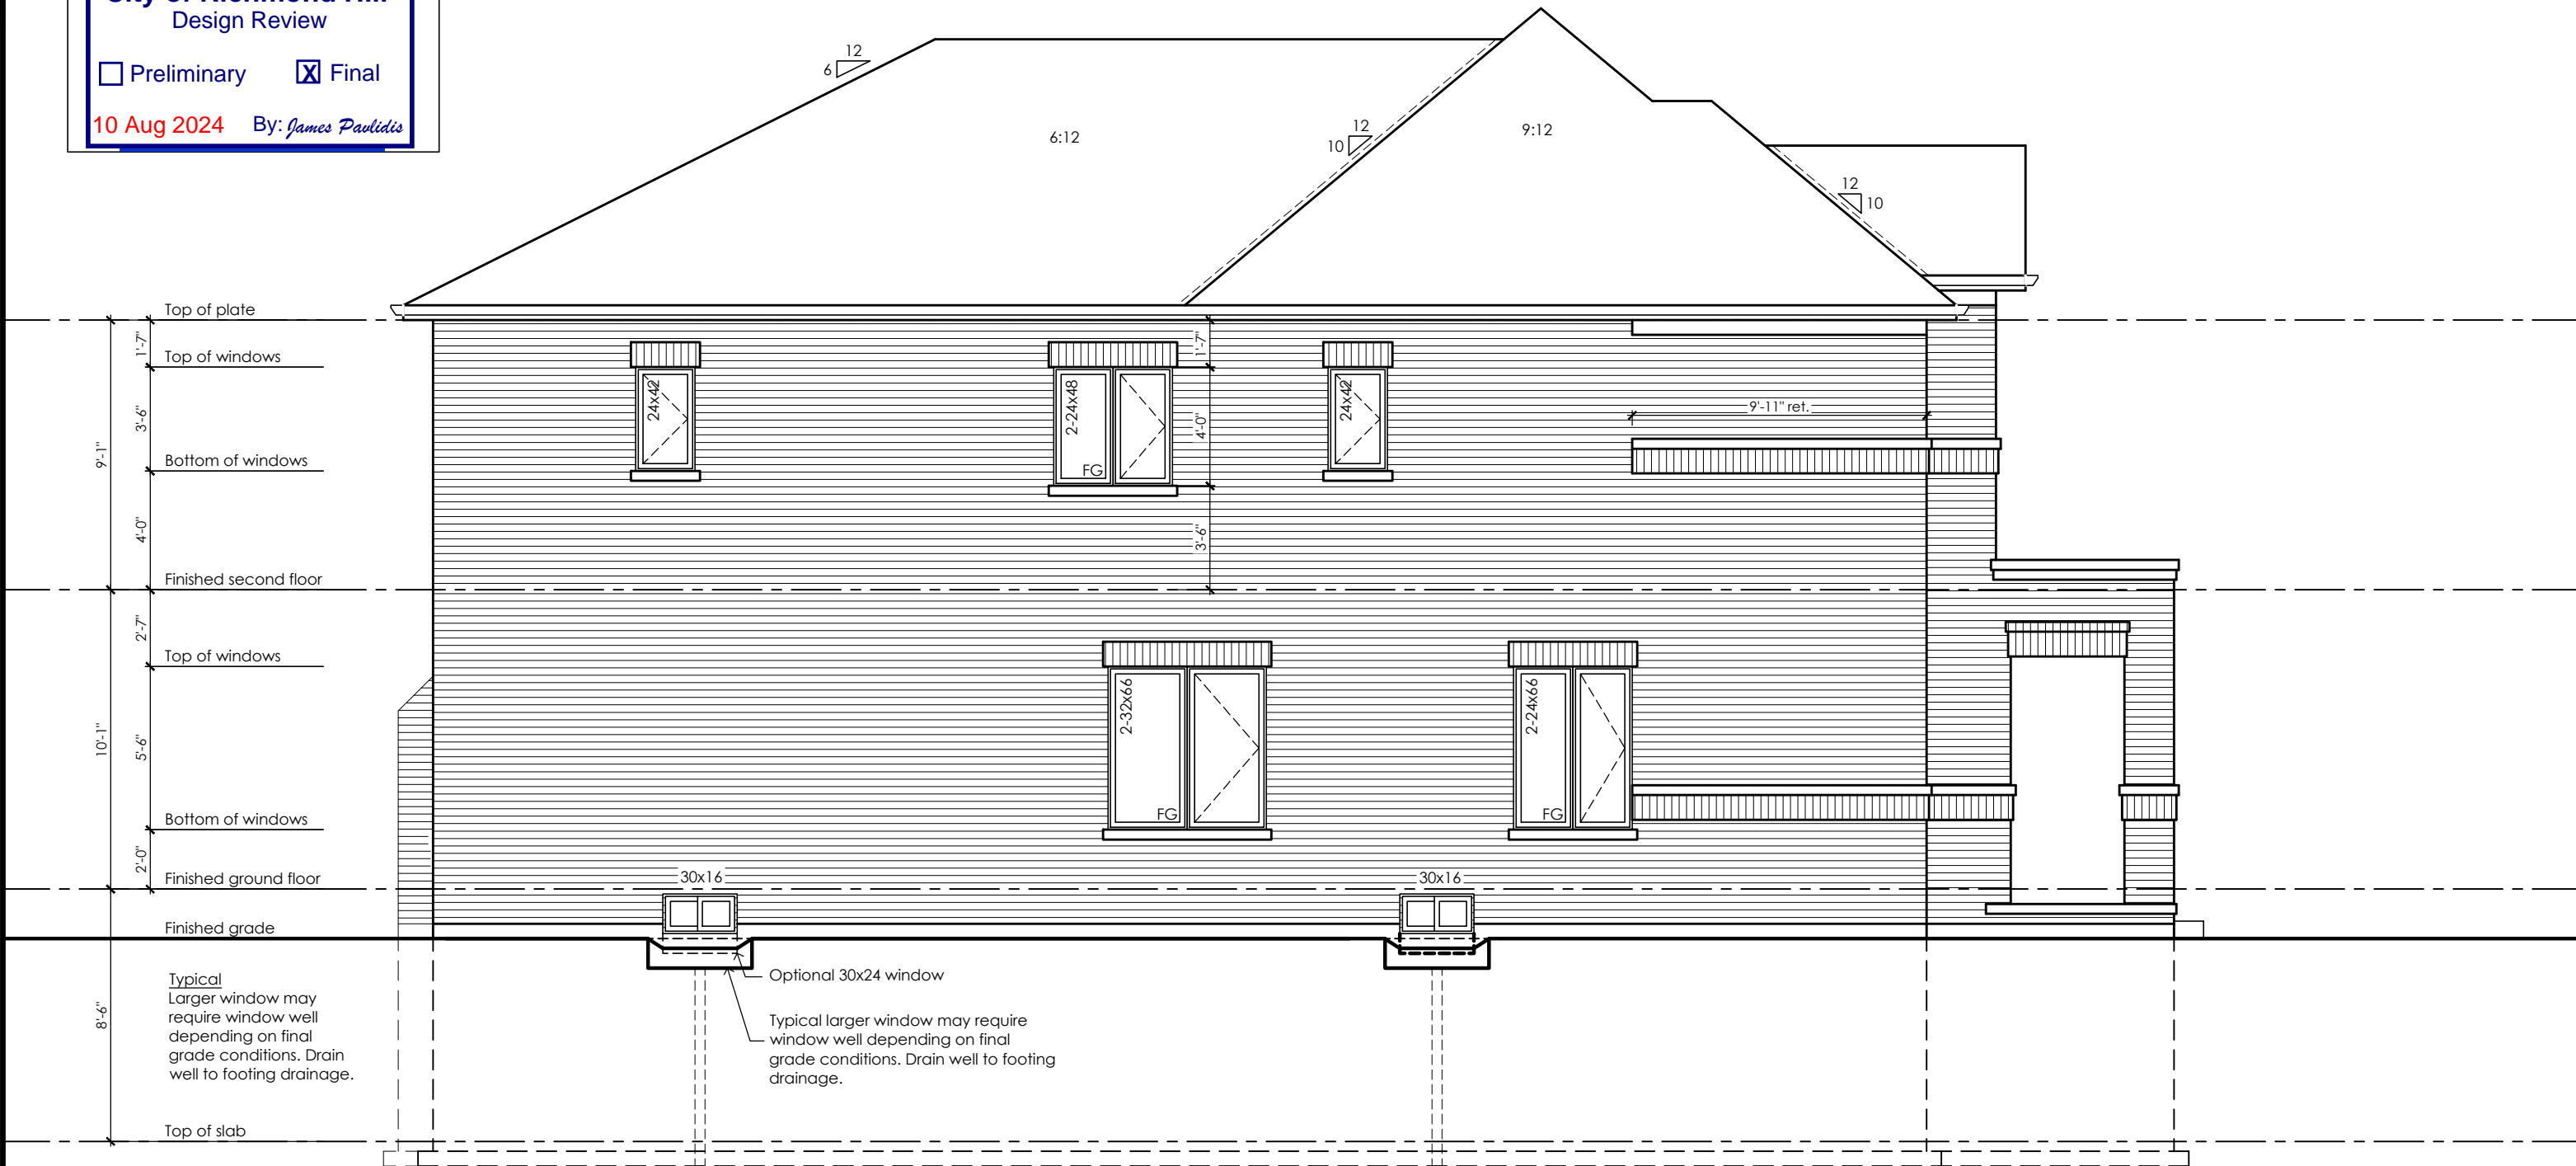 City of Richmond Hill
Design Review
Preliminary
X Final
10 Aug 2024 By: James Pavlidis
12
6
6:12
12
10
9:12
12
10
Top of plate
1'-7"
Top of windows
3'-6"
9'-1"
Bottom of windows
4'-0"
Finished second floor
2'-7"
Top of windows
10'-1"
5'-6"
Bottom of windows
2'-0"
Finished ground floor
Finished grade
8'-6"
Top of slab
24x42
2-24x48
FG
1'-7"
4'-0"
3'-6"
24x42
9'-11" ret.
2-32x66
FG
2-24x66
FG
30x16
30x16
Typical
Larger window may
require window well
depending on final
grade conditions. Drain
well to footing drainage.
Optional 30x24 window
Typical larger window may require
window well depending on final
grade conditions. Drain well to footing
drainage.